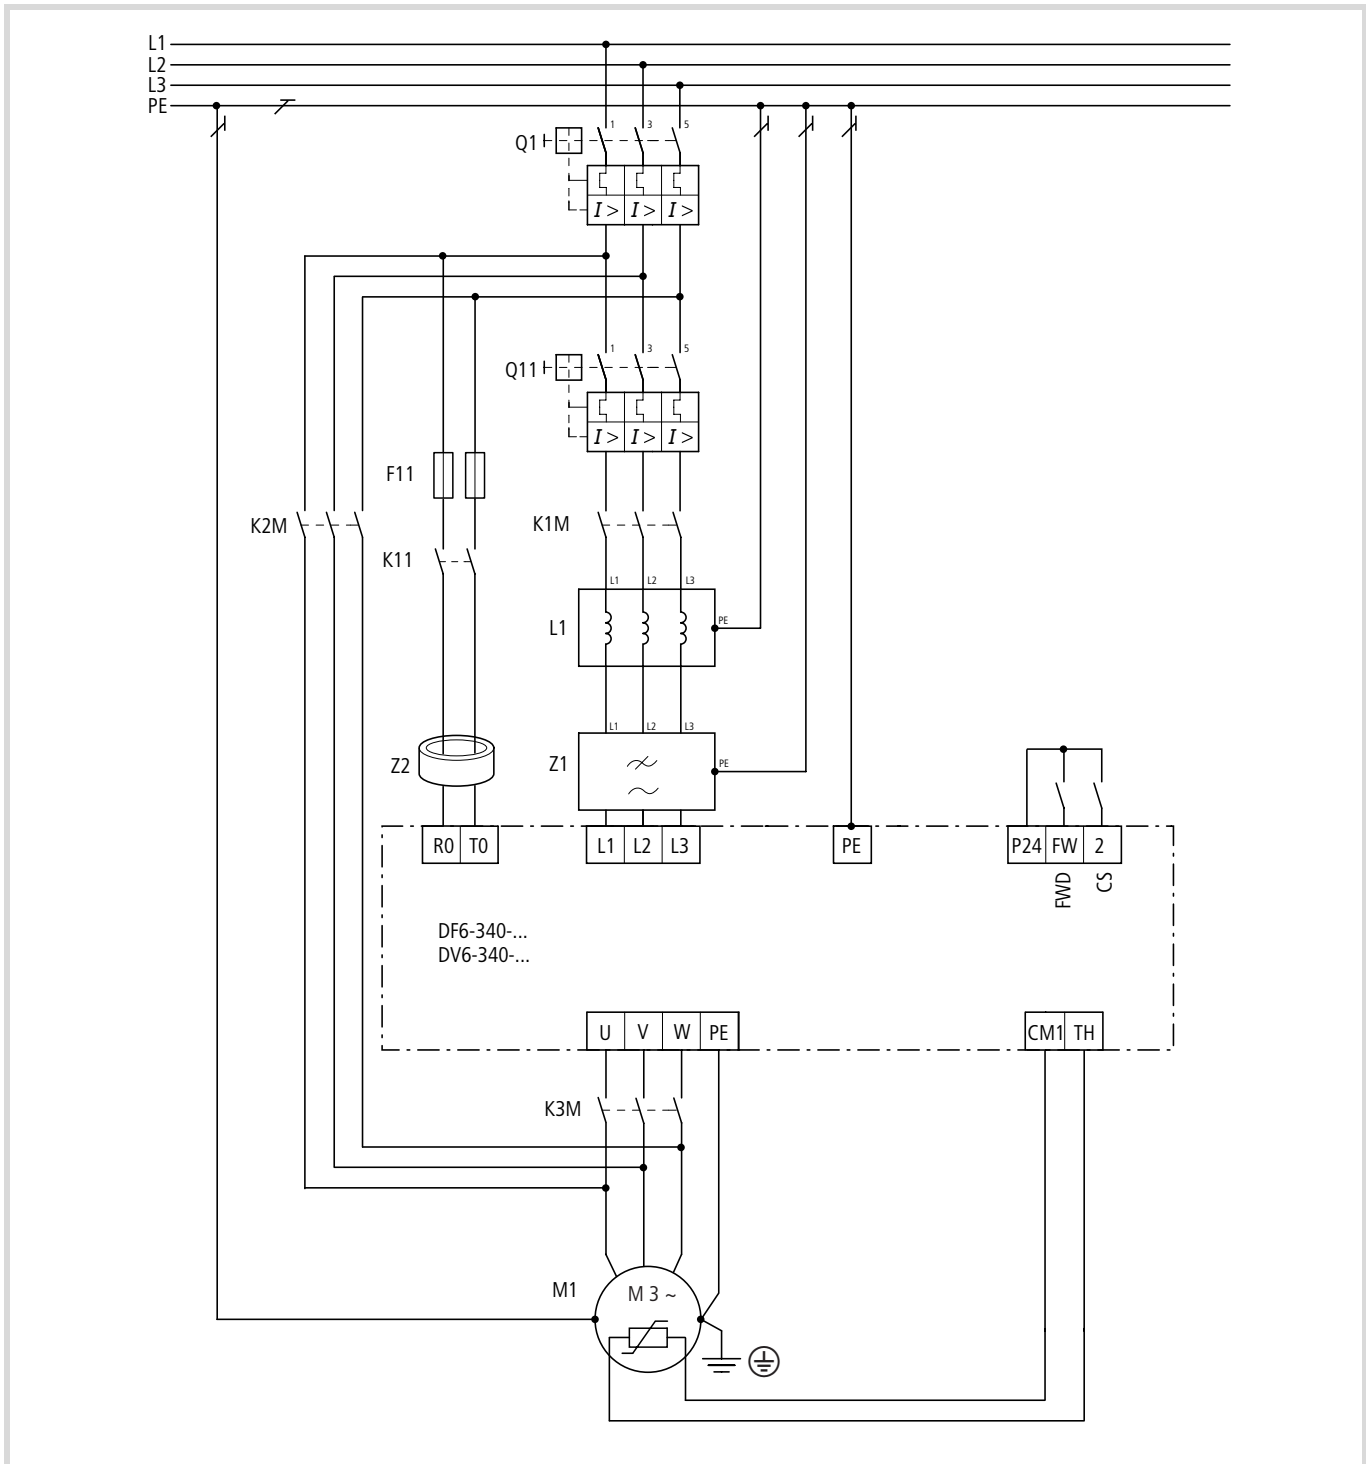 L1
L2
L3
PE
1 3 5
Q1
I > I > I >
1 3 5
Q11
I > I > I >
F11
K2M
K1M
K11
L1 L2 L3
L1
PE
L1 L2 L3
Z2
Z1
PE
R0 T0
L1 L2 L3
PE
P24 FW 2
FWD
CS
DF6-340-...
DV6-340-...
U V W PE
CM1 TH
K3M
M1
M 3 ~